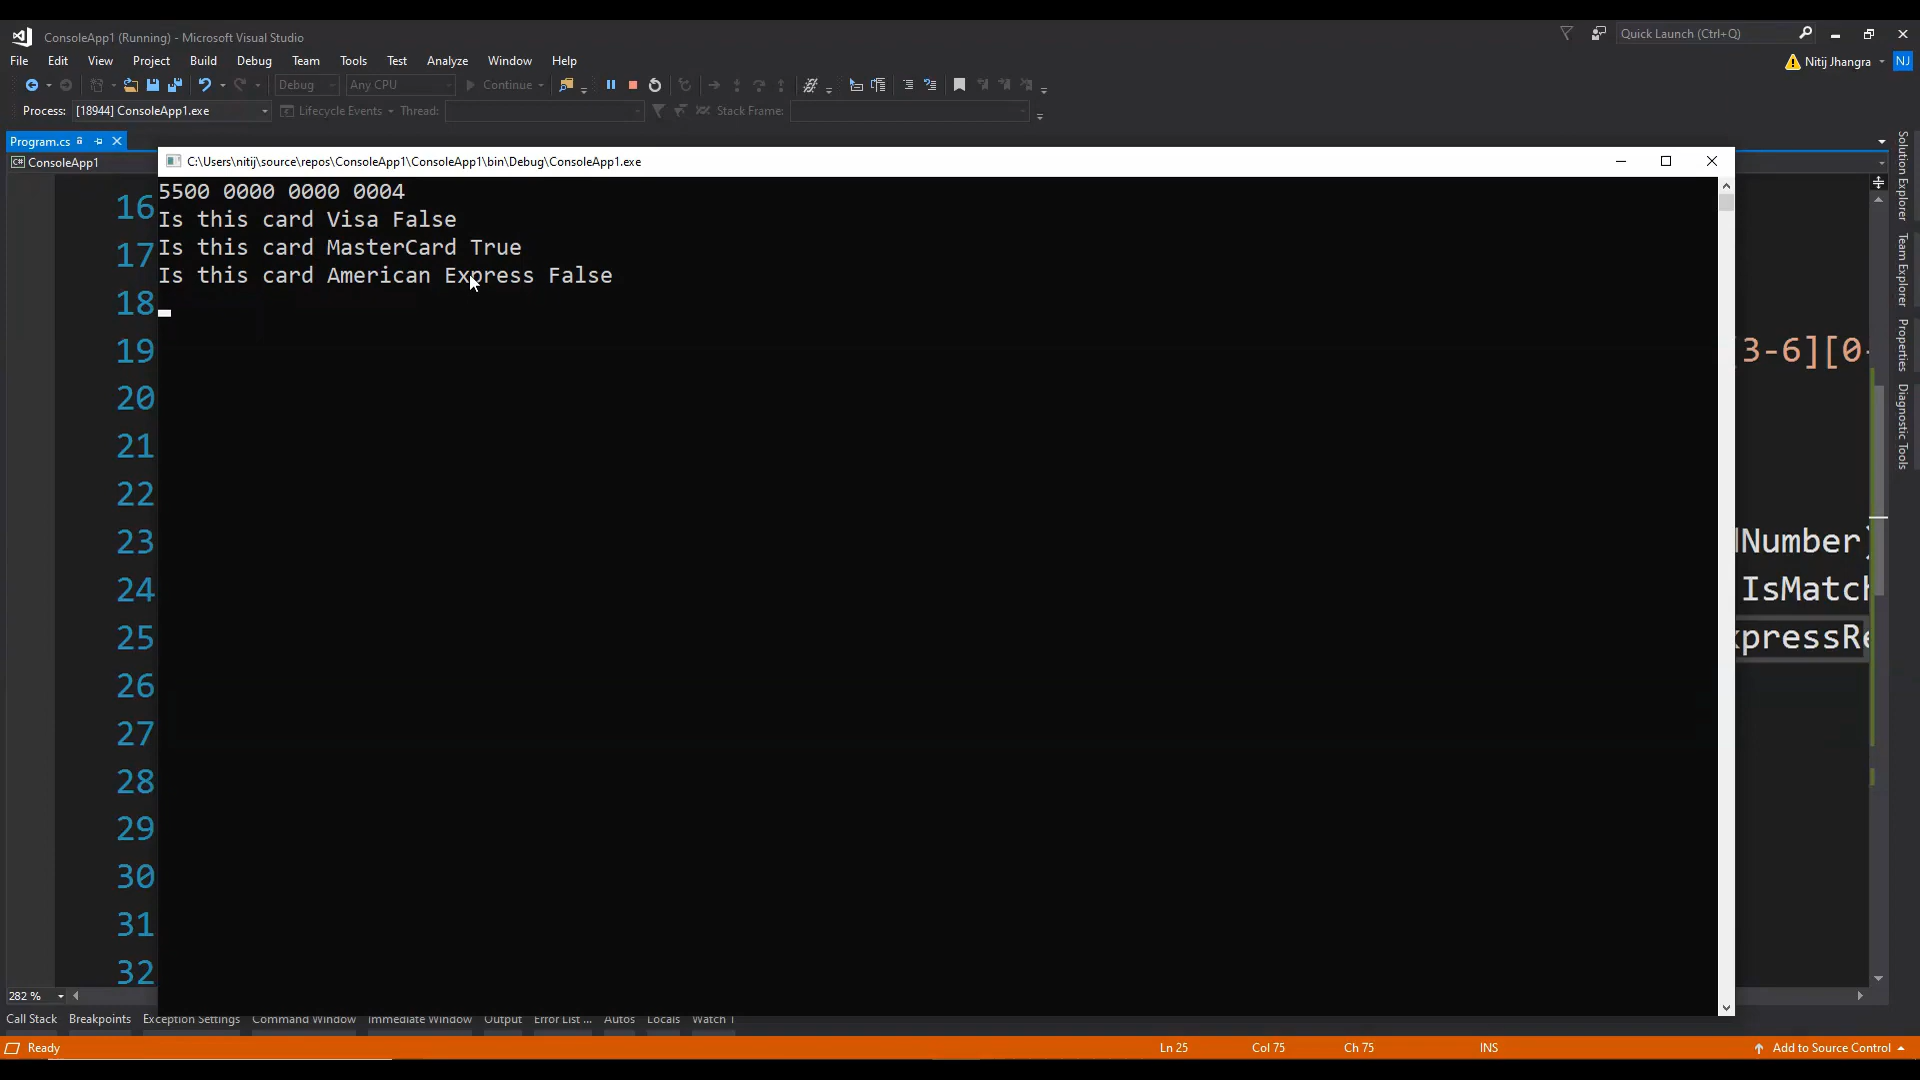 ConsoleApp1 (Running) - Microsoft Visual Studio
Quick Launch (Ctrl+Q)
File Edit View Project Build Debug Team Tools Test Analyze Window Help
Nitij Jhangra NJ
Debug Any CPU Continue
Process: [18944] ConsoleApp1.exe Lifecycle Events Thread: Stack Frame:
Program.cs
C# ConsoleApp1
C:\Users\nitij\source\repos\ConsoleApp1\ConsoleApp1\bin\Debug\ConsoleApp1.exe
5500 0000 0000 0004
Is this card Visa False
Is this card MasterCard True
Is this card American Express False
16
17
18
19 3-6][0-
20
21
22
23 Number)
24 IsMatch
25 xpressRe
26
27
28
29
30
31
32
Solution Explorer
Team Explorer
Properties
Diagnostic Tools
282 %
Call Stack Breakpoints Exception Settings Command Window Immediate Window Output Error List ... Autos Locals Watch 1
Ready Ln 25 Col 75 Ch 75 INS Add to Source Control